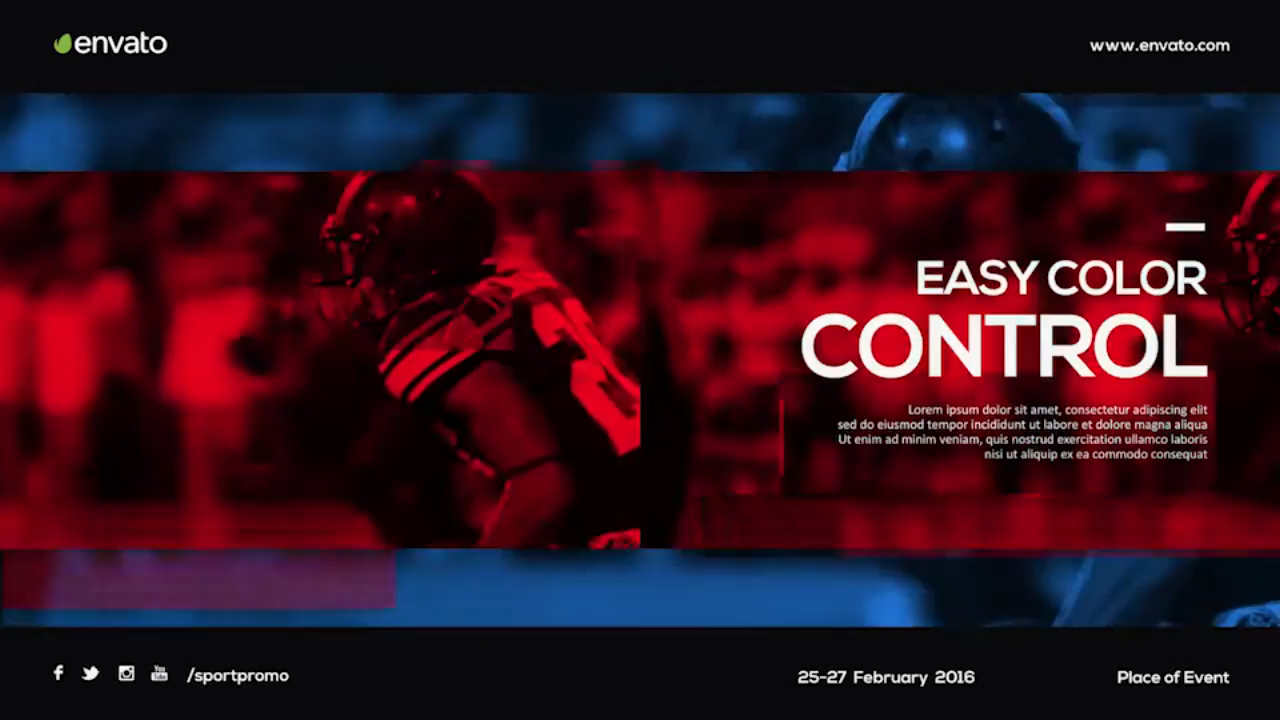 envato
www.envato.com
EASY COLOR
CONTROL
Lorem ipsum dolor sit amet, consectetur adipiscing elit
sed do eiusmod tempor incididunt ut labore et dolore magna aliqua
Ut enim ad minim veniam, quis nostrud exercitation ullamco laboris
nisi ut aliquip ex ea commodo consequat
f You Tube /sportpromo
25-27 February 2016
Place of Event